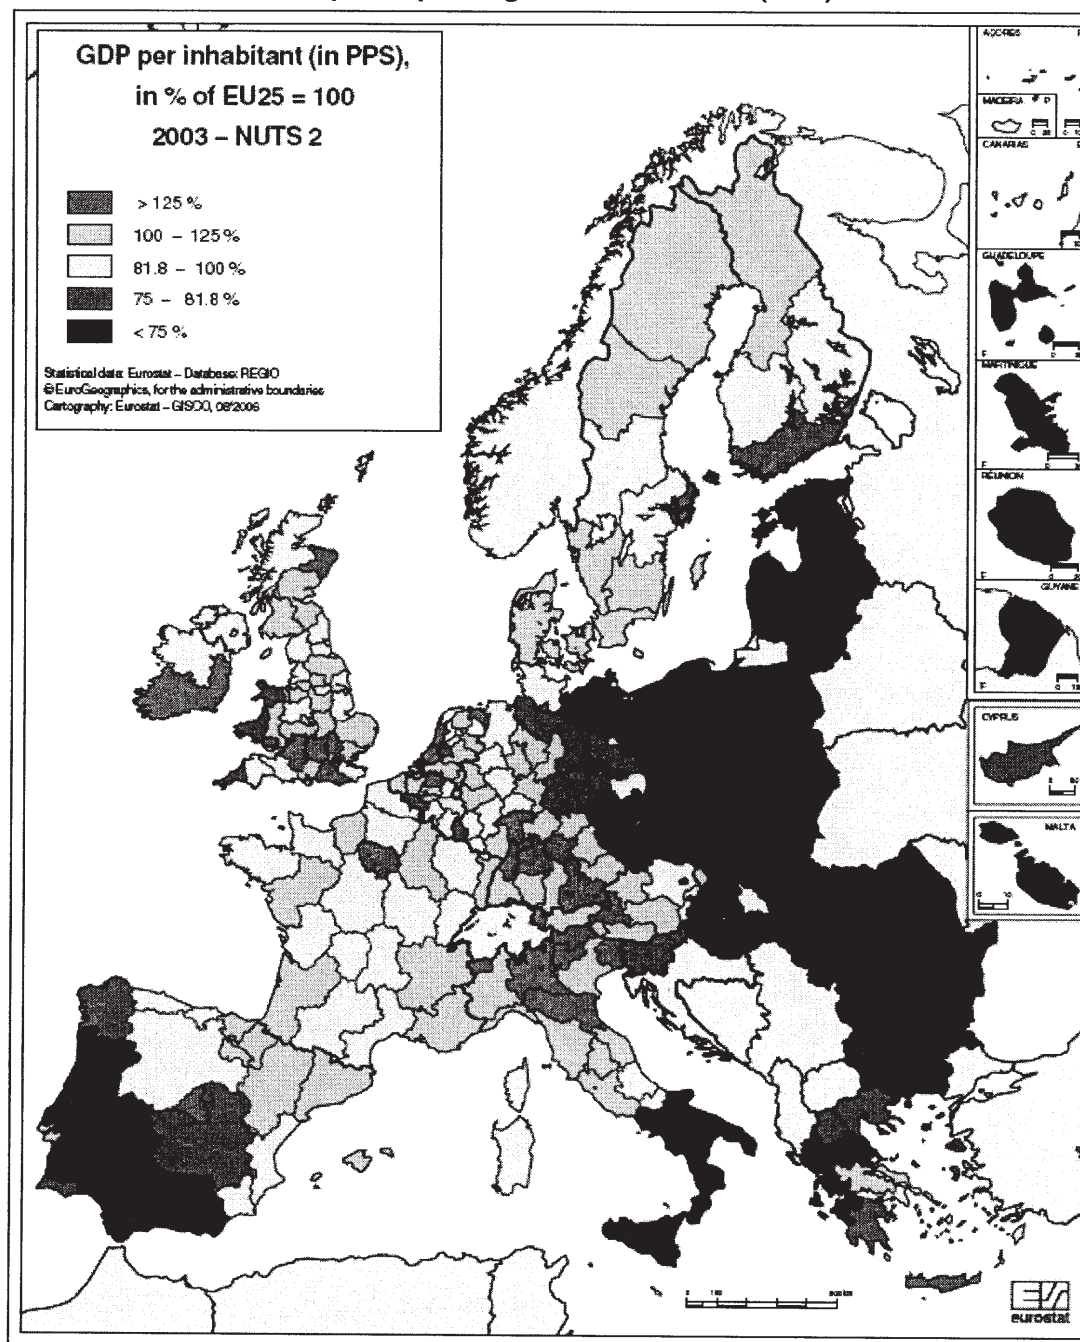 GDP per inhabitant (in PPS),
in % of EU25 = 100
2003 – NUTS 2
> 125 %
100 – 125 %
81.8 – 100 %
75 – 81.8 %
< 75 %
Statistical data: Eurostat – Database: REGIO
© EuroGeographics, for the administrative boundaries
Cartography: Eurostat – GISCO, 08/2006
AÇORES
MADEIRA P
CANARIAS
GUADELOUPE
F
MARTINIQUE
F
REUNION
F
GUYANE
F
CYPRUS
MALTA
eurostat